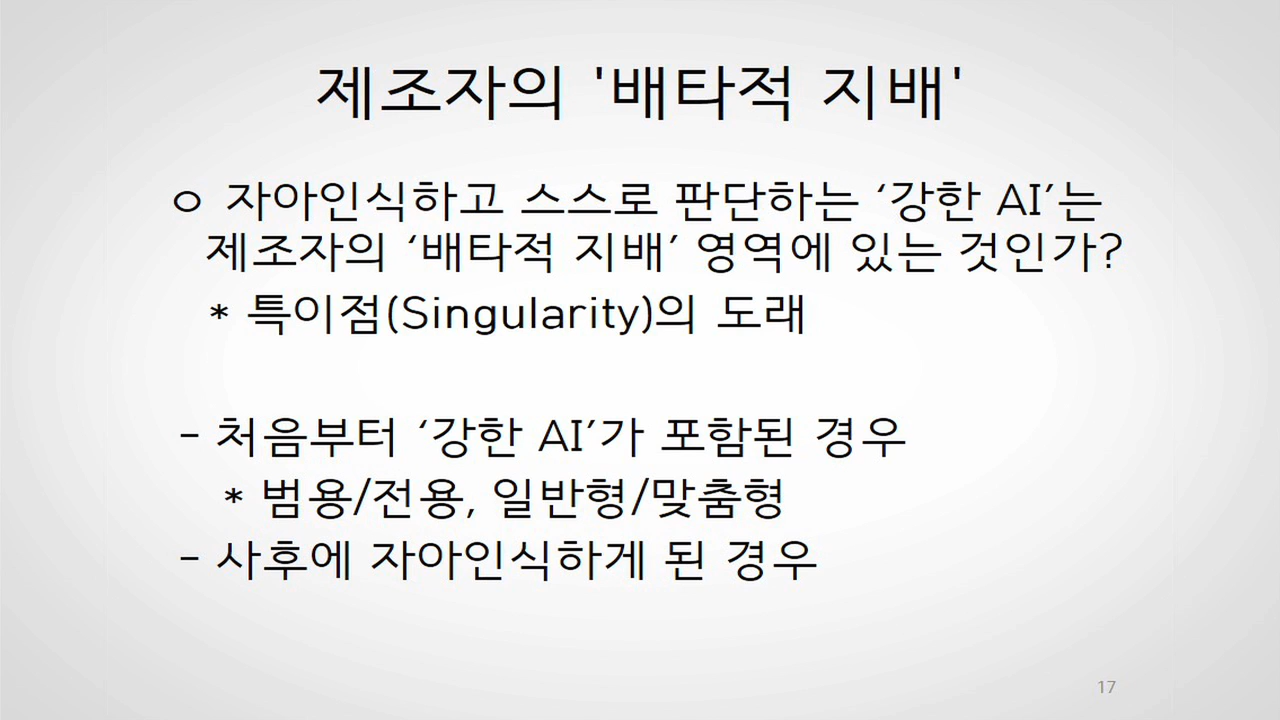 제조자의 '배타적 지배'
ㅇ 자아인식하고 스스로 판단하는 ‘강한 AI’는
제조자의 ‘배타적 지배’ 영역에 있는 것인가?
* 특이점(Singularity)의 도래
- 처음부터 ‘강한 AI’가 포함된 경우
* 범용/전용, 일반형/맞춤형
- 사후에 자아인식하게 된 경우
17